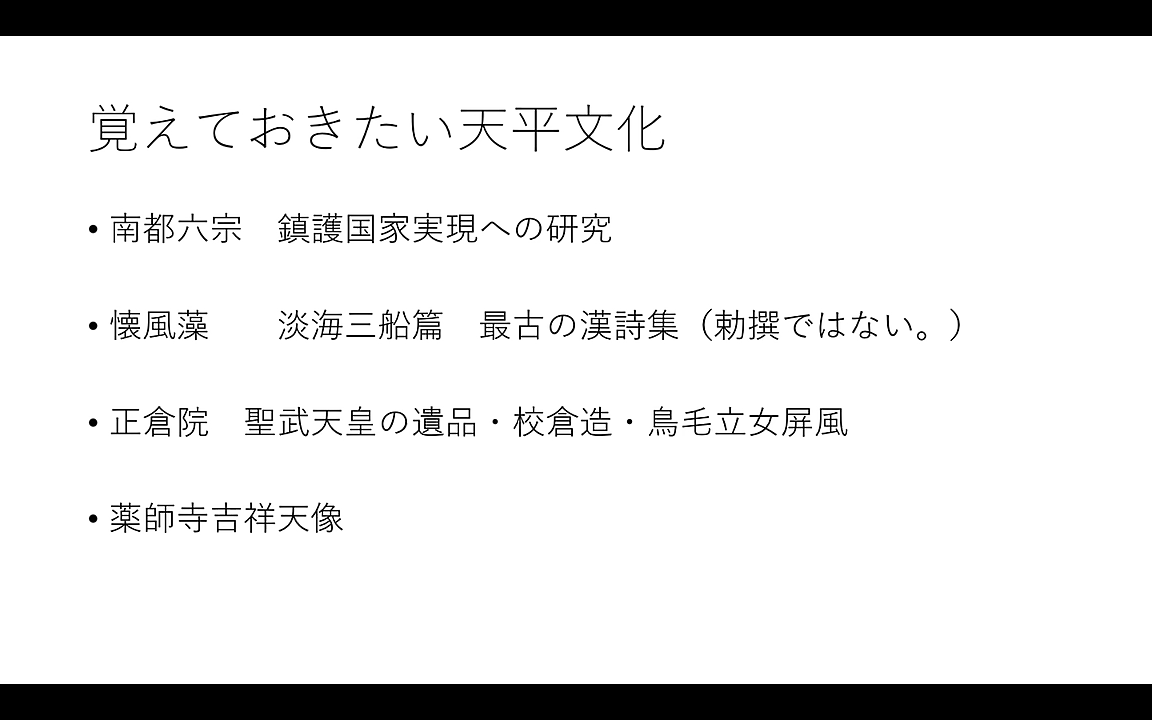 覚えておきたい天平文化
• 南都六宗　鎮護国家実現への研究
• 懐風藻　　淡海三船篇　最古の漢詩集（勅撰ではない。）
• 正倉院　聖武天皇の遺品・校倉造・鳥毛立女屏風
• 薬師寺吉祥天像